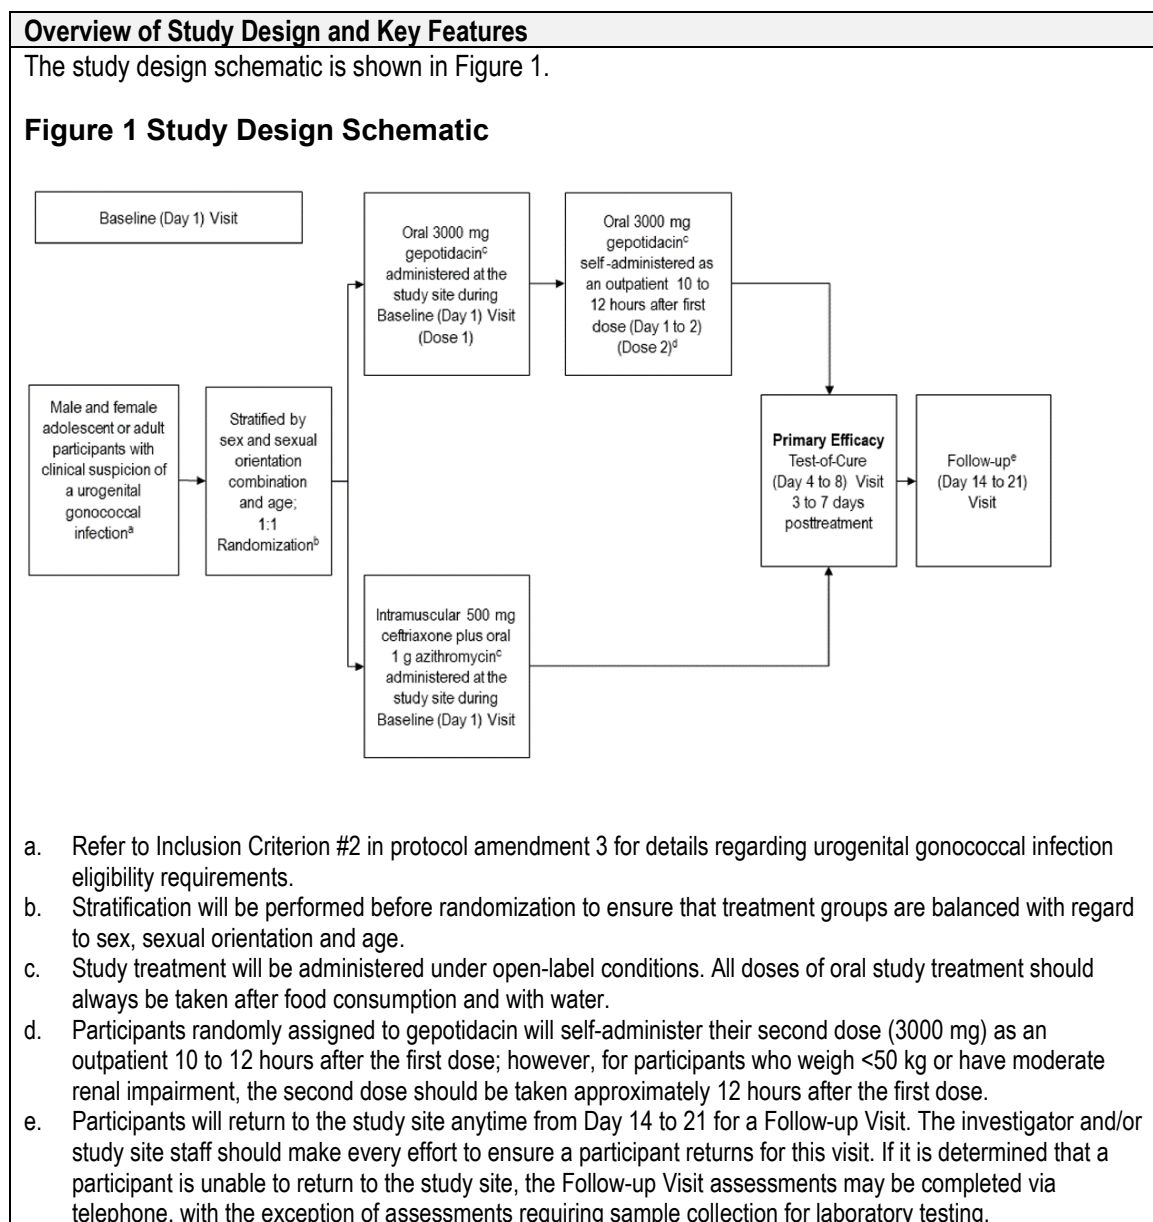 Overview of Study Design and Key Features
The study design schematic is shown in Figure 1.
Figure 1 Study Design Schematic
Baseline (Day 1) Visit
Male and female
adolescent or adult
participants with
clinical suspicion of
a urogenital
gonococcal
infectionᵃ
Stratified by
sex and sexual
orientation
combination
and age;
1:1
Randomizationᵇ
Oral 3000 mg
gepotidacinᶜ
administered at the
study site during
Baseline (Day 1) Visit
(Dose 1)
Oral 3000 mg
gepotidacinᶜ
self-administered as
an outpatient 10 to
12 hours after first
dose (Day 1 to 2)
(Dose 2)ᵈ
Intramuscular 500 mg
ceftriaxone plus oral
1 g azithromycinᶜ
administered at the
study site during
Baseline (Day 1) Visit
Primary Efficacy
Test-of-Cure
(Day 4 to 8) Visit
3 to 7 days
posttreatment
Follow-upᵉ
(Day 14 to 21)
Visit
a. Refer to Inclusion Criterion #2 in protocol amendment 3 for details regarding urogenital gonococcal infection
eligibility requirements.
b. Stratification will be performed before randomization to ensure that treatment groups are balanced with regard
to sex, sexual orientation and age.
c. Study treatment will be administered under open-label conditions. All doses of oral study treatment should
always be taken after food consumption and with water.
d. Participants randomly assigned to gepotidacin will self-administer their second dose (3000 mg) as an
outpatient 10 to 12 hours after the first dose; however, for participants who weigh <50 kg or have moderate
renal impairment, the second dose should be taken approximately 12 hours after the first dose.
e. Participants will return to the study site anytime from Day 14 to 21 for a Follow-up Visit. The investigator and/or
study site staff should make every effort to ensure a participant returns for this visit. If it is determined that a
participant is unable to return to the study site, the Follow-up Visit assessments may be completed via
telephone, with the exception of assessments requiring sample collection for laboratory testing.